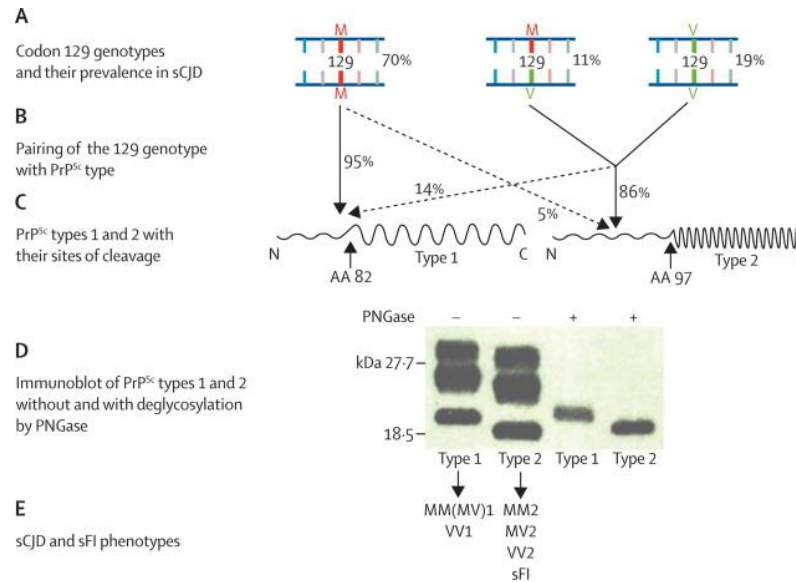 A
Codon 129 genotypes
and their prevalence in sCJD
M
129
70%
M
M
129
11%
V
V
129
19%
V
B
Pairing of the 129 genotype
with PrPSc type
95%
14%
5%
86%
C
PrPSc types 1 and 2 with
their sites of cleavage
N
AA 82
Type 1
C
N
AA 97
Type 2
D
Immunoblot of PrPSc types 1 and 2
without and with deglycosylation
by PNGase
PNGase – – + +
kDa 27·7
18·5
Type 1 Type 2 Type 1 Type 2
E
sCJD and sFI phenotypes
MM(MV)1
VV1
MM2
MV2
VV2
sFI